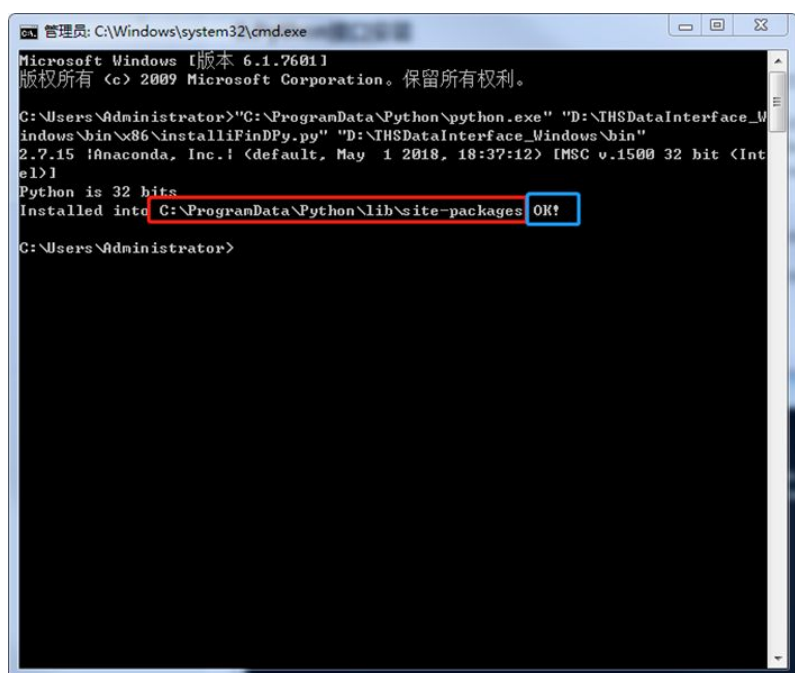 管理员: C:\Windows\system32\cmd.exe
Microsoft Windows [版本 6.1.7601]
版权所有 (c) 2009 Microsoft Corporation。保留所有权利。
C:\Users\Administrator>"C:\ProgramData\Python\python.exe" "D:\THSDataInterface_W
indows\bin\x86\installiFinDPy.py" "D:\THSDataInterface_Windows\bin"
2.7.15 |Anaconda, Inc.| (default, May  1 2018, 18:37:12) [MSC v.1500 32 bit (Int
el)]
Python is 32 bits
Installed into C:\ProgramData\Python\lib\site-packages OK!
C:\Users\Administrator>